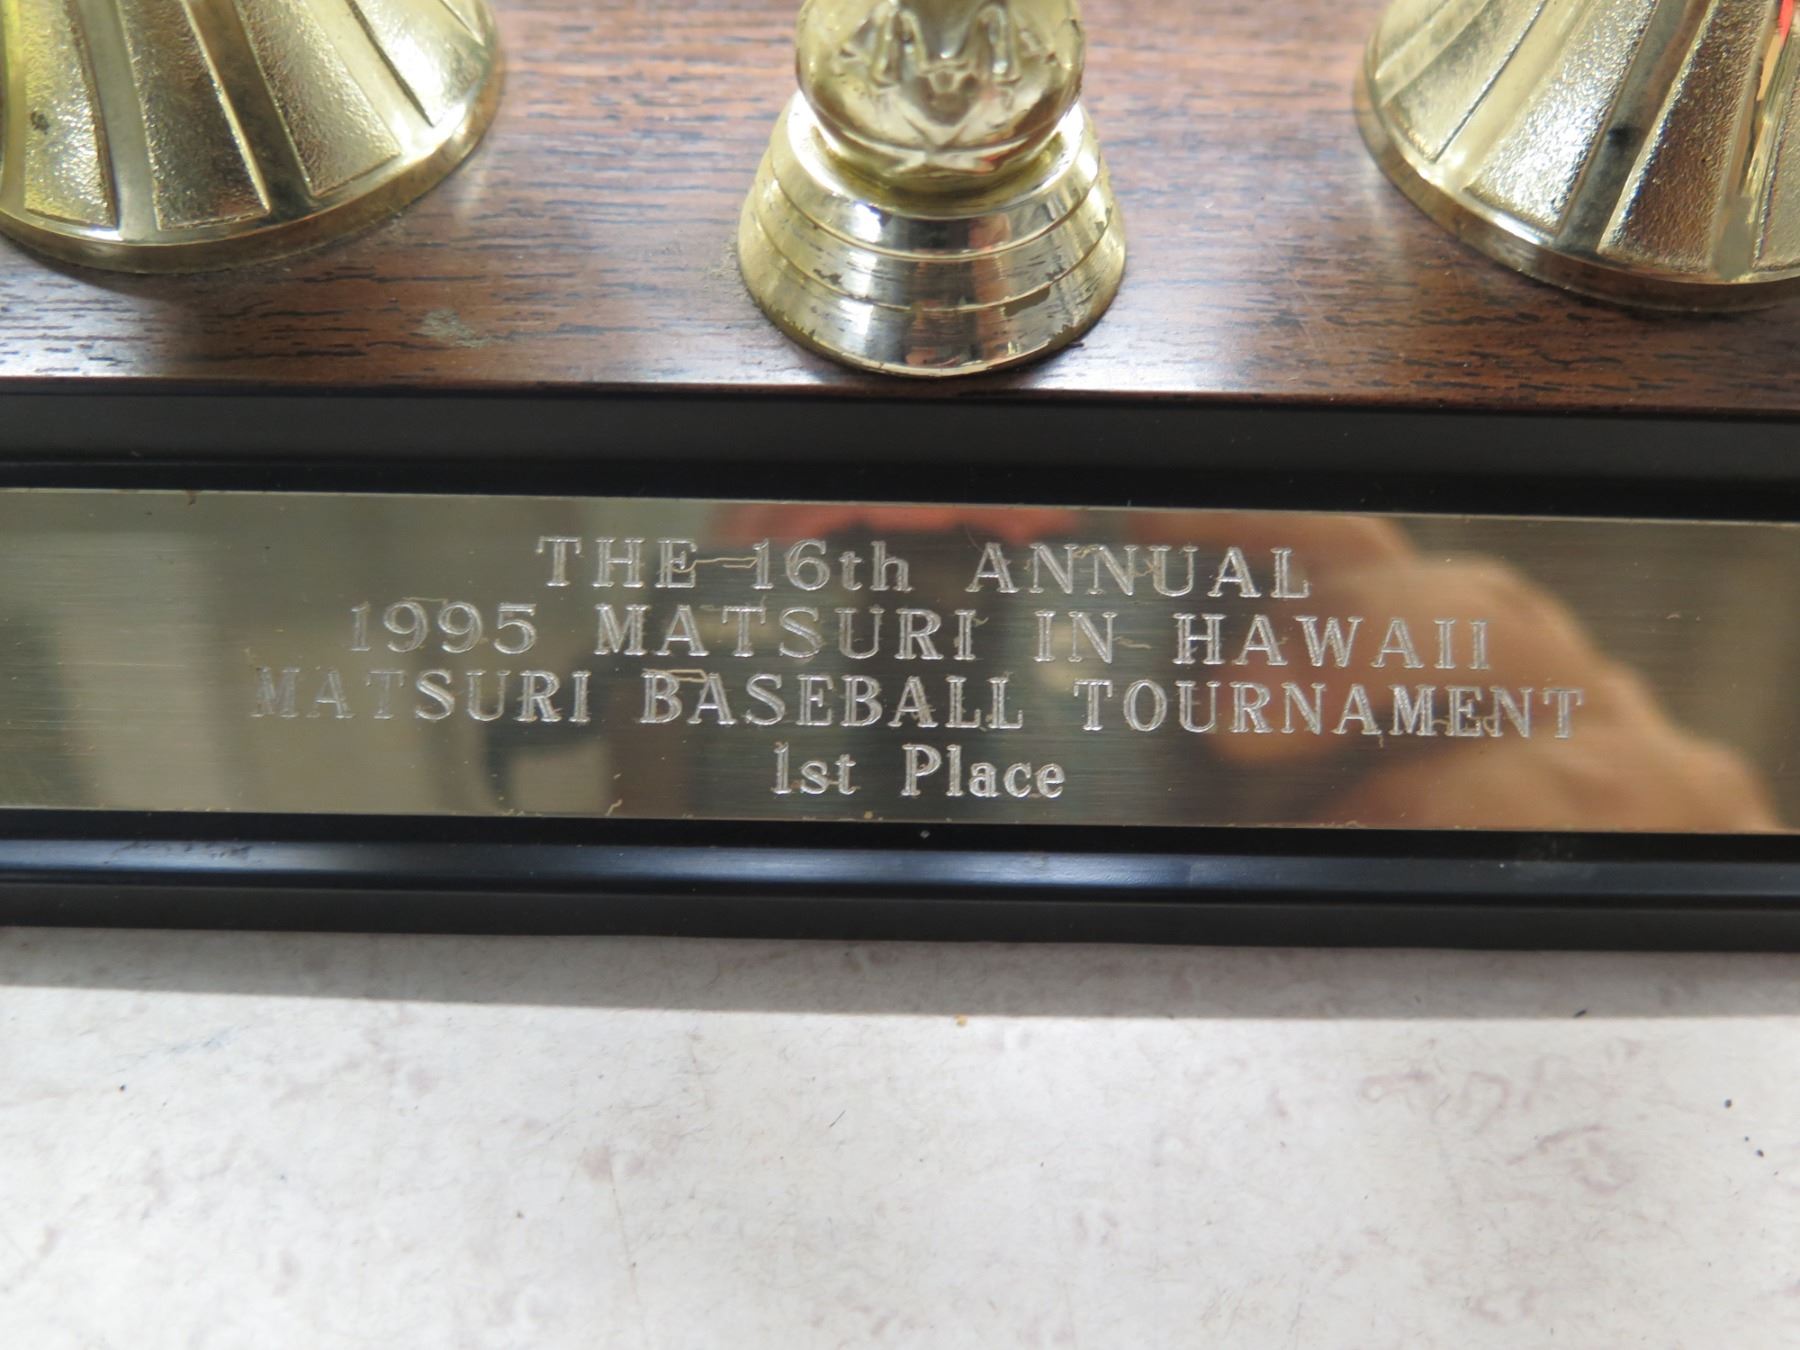 THE 16th ANNUAL
1995 MATSURI IN HAWAII
MATSURI BASEBALL TOURNAMENT
1st Place